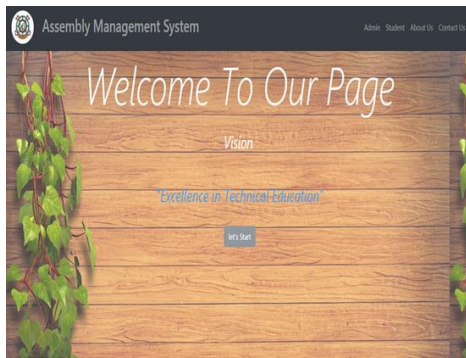 Assembly Management System
Admin Student About Us Contact Us
Welcome To Our Page
Vision
"Excellence in Technical Education"
let's Start